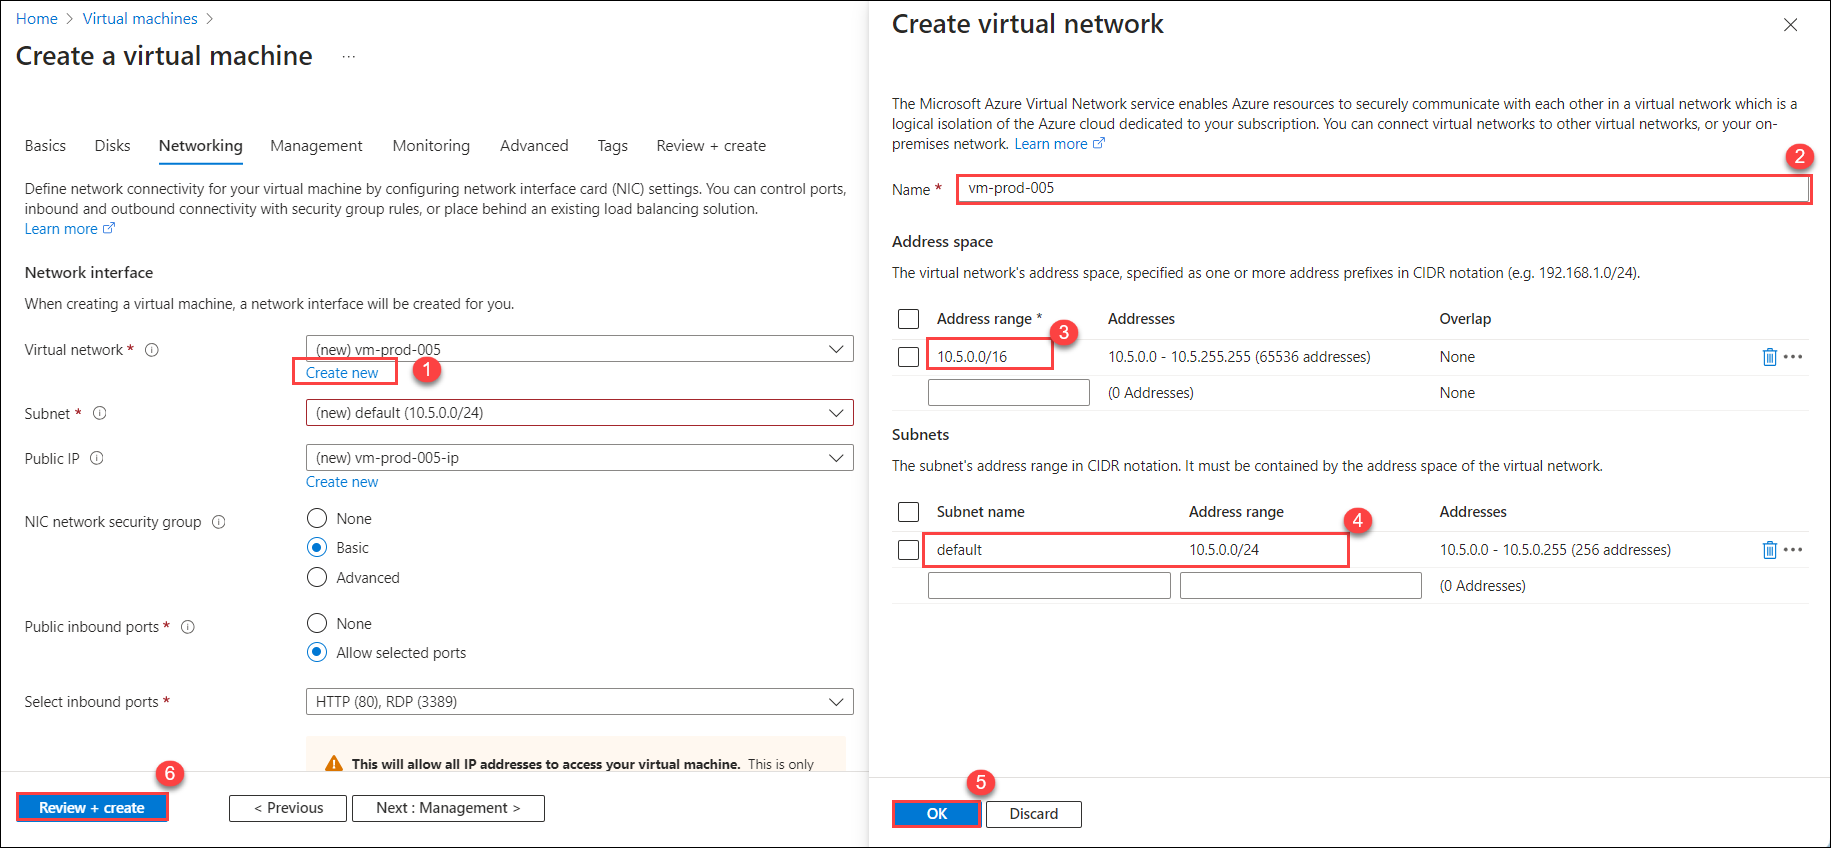 Home > Virtual machines >
Create a virtual machine ...
Basics Disks Networking Management Monitoring Advanced Tags Review + create
Define network connectivity for your virtual machine by configuring network interface card (NIC) settings. You can control ports,
inbound and outbound connectivity with security group rules, or place behind an existing load balancing solution.
Learn more
Network interface
When creating a virtual machine, a network interface will be created for you.
Virtual network * (new) vm-prod-005
Create new 1
Subnet * (new) default (10.5.0.0/24)
Public IP (new) vm-prod-005-ip
Create new
NIC network security group None
Basic
Advanced
Public inbound ports * None
Allow selected ports
Select inbound ports * HTTP (80), RDP (3389)
This will allow all IP addresses to access your virtual machine. This is only
6
Review + create < Previous Next : Management >
Create virtual network
The Microsoft Azure Virtual Network service enables Azure resources to securely communicate with each other in a virtual network which is a
logical isolation of the Azure cloud dedicated to your subscription. You can connect virtual networks to other virtual networks, or your on-
premises network. Learn more
2
Name * vm-prod-005
Address space
The virtual network's address space, specified as one or more address prefixes in CIDR notation (e.g. 192.168.1.0/24).
Address range * Addresses Overlap
3
10.5.0.0/16 10.5.0.0 - 10.5.255.255 (65536 addresses) None ...
(0 Addresses) None
Subnets
The subnet's address range in CIDR notation. It must be contained by the address space of the virtual network.
Subnet name Address range Addresses
4
default 10.5.0.0/24 10.5.0.0 - 10.5.0.255 (256 addresses) ...
(0 Addresses)
5
OK Discard